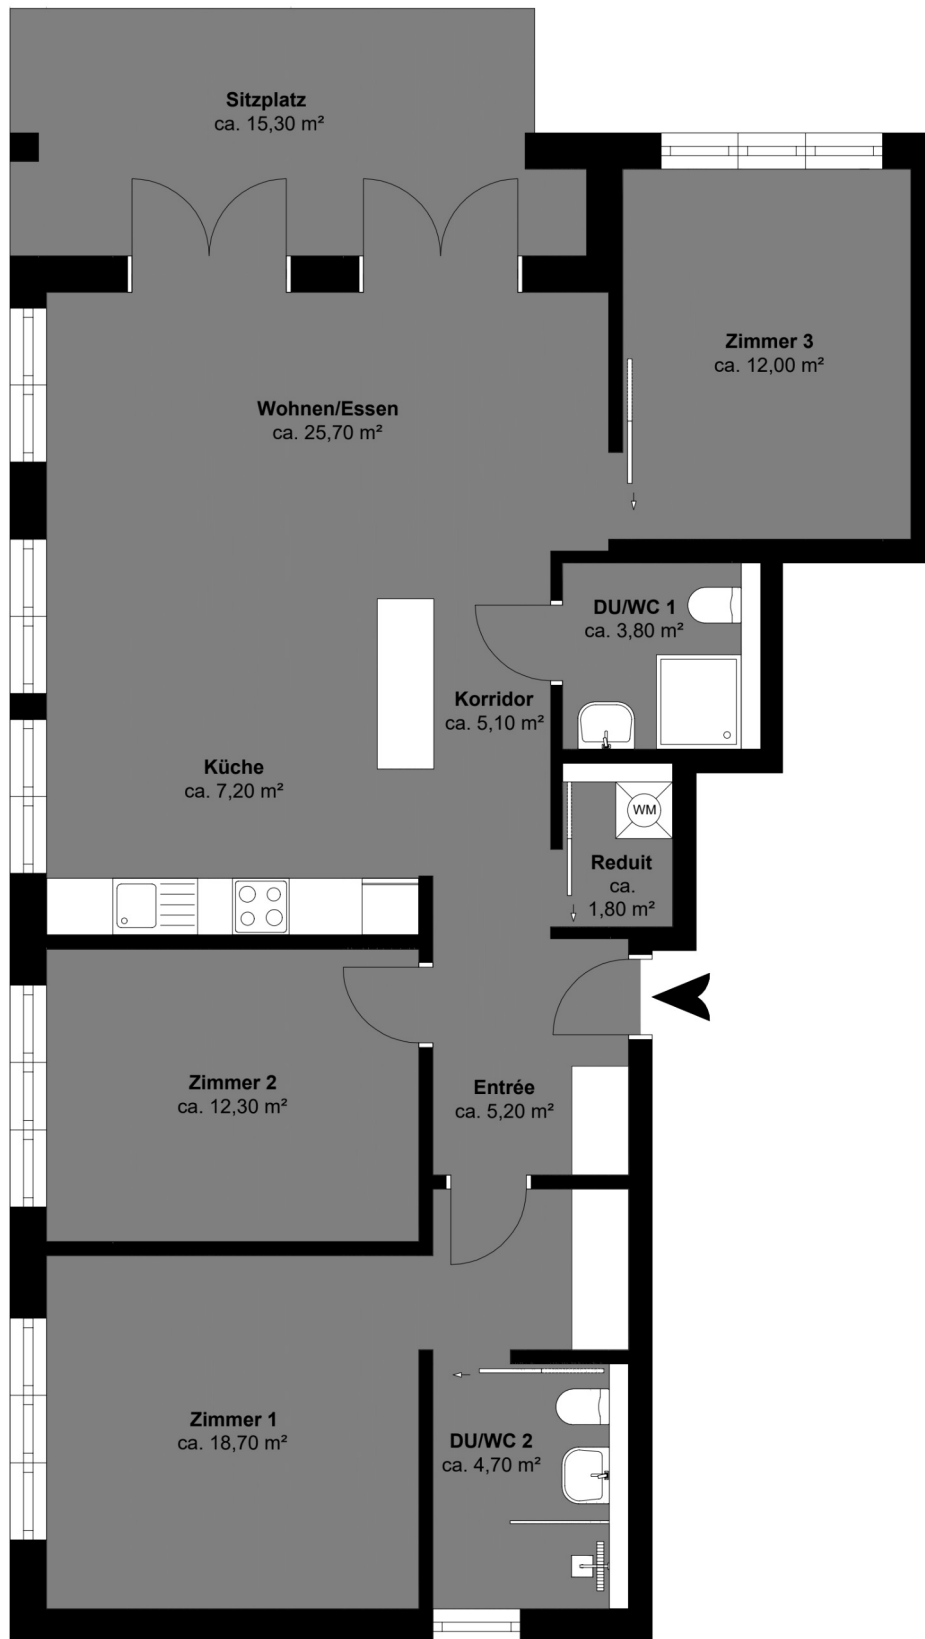 Sitzplatz
ca. 15,30 m²
Zimmer 3
ca. 12,00 m²
Wohnen/Essen
ca. 25,70 m²
DU/WC 1
ca. 3,80 m²
Korridor
ca. 5,10 m²
Küche
ca. 7,20 m²
WM
Reduit
ca.
1,80 m²
Zimmer 2
ca. 12,30 m²
Entrée
ca. 5,20 m²
Zimmer 1
ca. 18,70 m²
DU/WC 2
ca. 4,70 m²